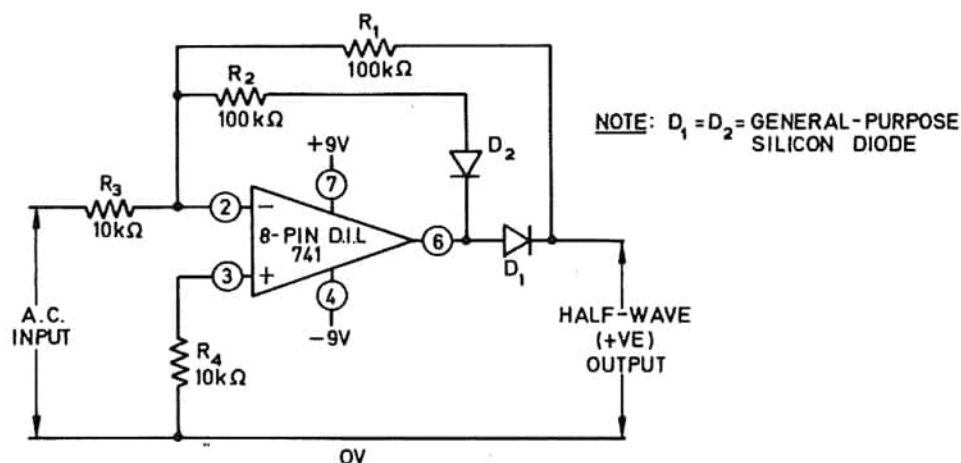 R1
100kΩ
R2
100kΩ
NOTE: D1 = D2 = GENERAL-PURPOSE
SILICON DIODE
+9V
D2
7
R3
10kΩ
2
−
8-PIN D.I.L
741
6
D1
3
+
4
−9V
A.C.
INPUT
R4
10kΩ
HALF-WAVE
(+VE)
OUTPUT
0V